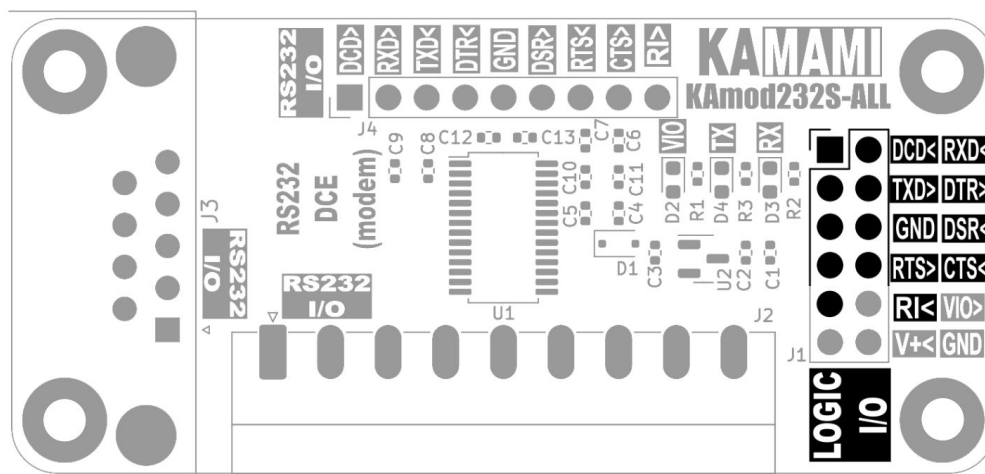 RS232
I/O
DCD>
RXD>
TXD<
DTR<
GND
DSR>
RTS<
CTS>
RI>
KAMAMI
KAmod232S-ALL
J4
C9
C8
C12
C13
C7
C6
VIO
TX
RX
DCD< RXD<
TXD> DTR>
GND DSR<
RTS> CTS<
RI< VIO>
V+< GND
J1
LOGIC
I/O
RS232
DCE
(modem)
C10
C11
C5
C4
D2
R1
D4
R3
D3
R2
D1
C3
U2
C2
C1
J3
RS232
I/O
RS232
I/O
U1
J2